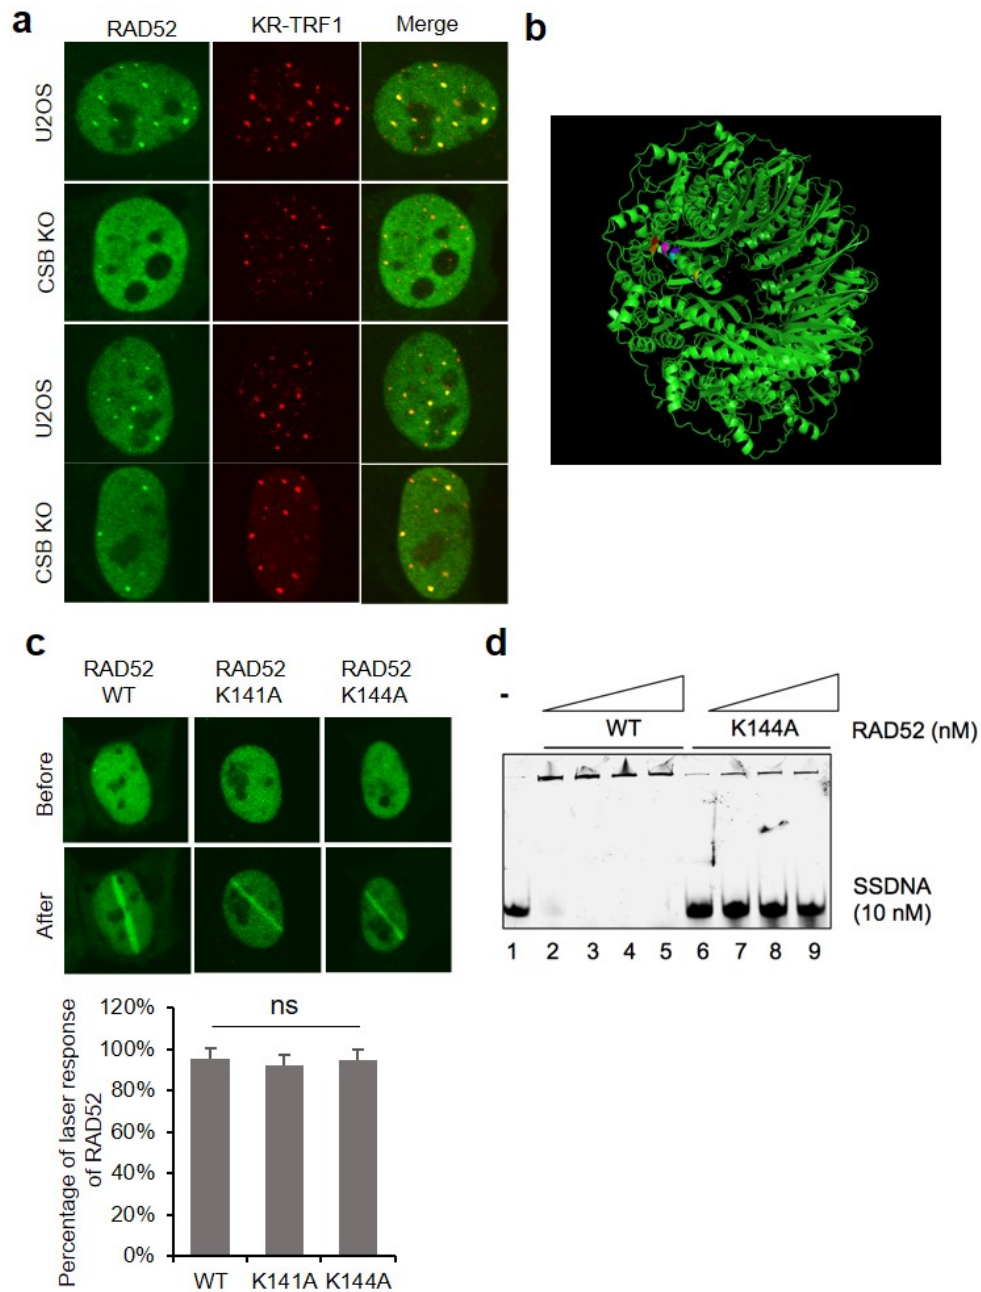 a
RAD52 KR-TRF1 Merge
U2OS
CSB KO
U2OS
CSB KO
b
c
RAD52 RAD52 RAD52
WT K141A K144A
Before
After
ns
Percentage of laser response
of RAD52
120%
100%
80%
60%
40%
20%
0%
WT K141A K144A
d
-
WT K144A RAD52 (nM)
SSDNA
(10 nM)
1 2 3 4 5 6 7 8 9